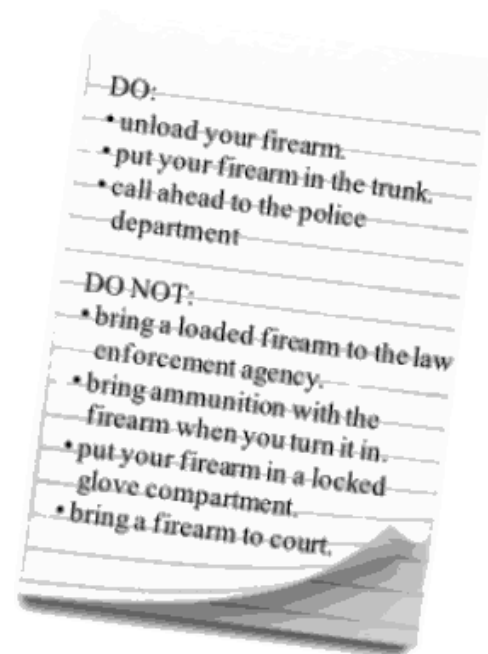 DO:
• unload your firearm.
• put your firearm in the trunk.
• call ahead to the police
department
DO NOT:
• bring a loaded firearm to the law
enforcement agency.
• bring ammunition with the
firearm when you turn it in.
• put your firearm in a locked
glove compartment.
• bring a firearm to court.